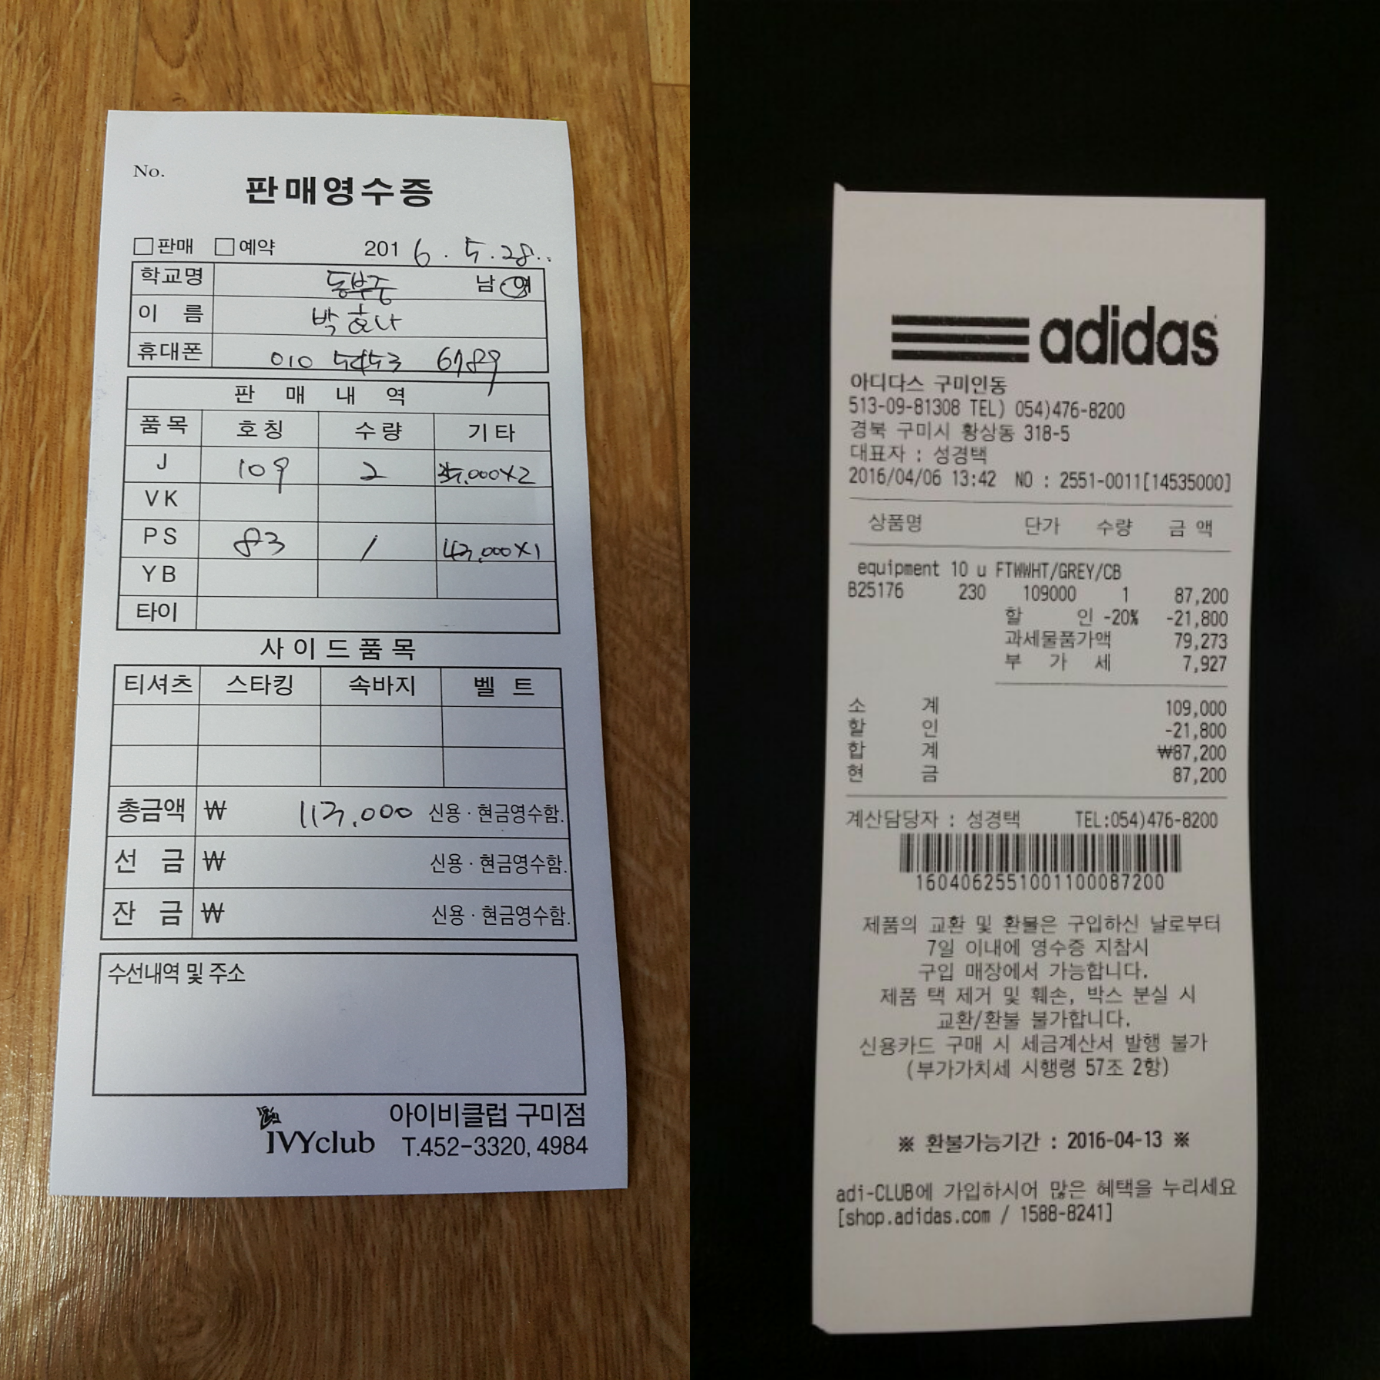 No.
판매영수증
판매 예약 2016. 5. 28..
학교명 동부중 남 여
이 름 박효나
휴대폰 010 5453 6789
판 매 내 역
품목 호칭 수량 기타
J 109 2 35,000X2
VK
PS 83 1 43,000X1
YB
타이
사이드품목
티셔츠 스타킹 속바지 벨 트
총금액 ₩ 113,000 신용 · 현금영수함.
선 금 ₩ 신용 · 현금영수함.
잔 금 ₩ 신용 · 현금영수함.
수선내역 및 주소
IVYclub 아이비클럽 구미점
T.452-3320, 4984
adidas
아디다스 구미인동
513-09-81308 TEL) 054)476-8200
경북 구미시 황상동 318-5
대표자 : 성경택
2016/04/06 13:42 NO : 2551-0011[14535000]
상품명 단가 수량 금 액
equipment 10 u FTWWHT/GREY/CB
B25176 230 109000 1 87,200
할 인 -20% -21,800
과세물품가액 79,273
부 가 세 7,927
소 계 109,000
할 인 -21,800
합 계 ₩87,200
현 금 87,200
계산담당자 : 성경택 TEL:054)476-8200
1604062551001100087200
제품의 교환 및 환불은 구입하신 날로부터
7일 이내에 영수증 지참시
구입 매장에서 가능합니다.
제품 택 제거 및 훼손, 박스 분실 시
교환/환불 불가합니다.
신용카드 구매 시 세금계산서 발행 불가
(부가가치세 시행령 57조 2항)
※ 환불가능기간 : 2016-04-13 ※
adi-CLUB에 가입하시어 많은 혜택을 누리세요
[shop.adidas.com / 1588-8241]